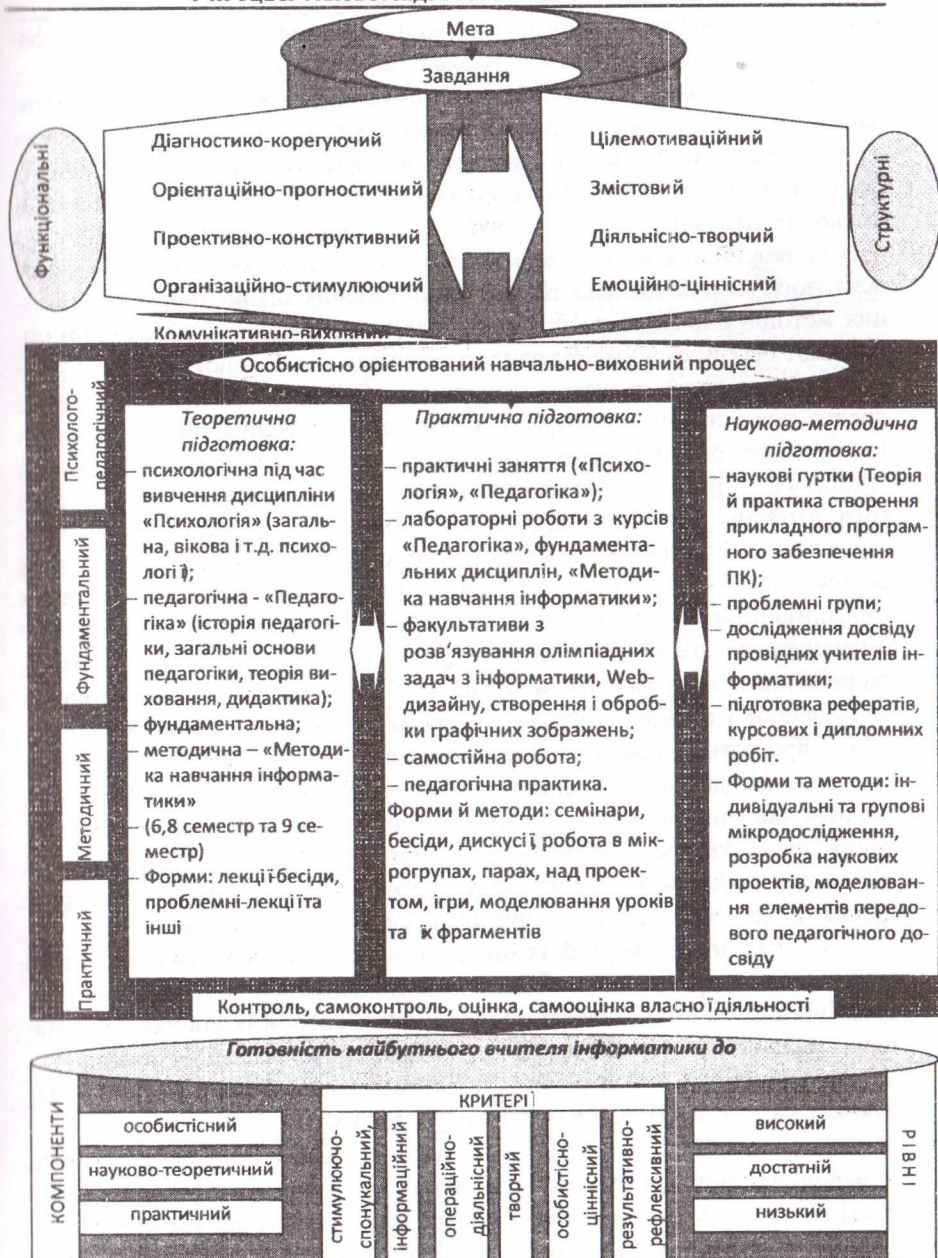 Мета
Завдання
Функціональні
Діагностико-корегуючий
Орієнтаційно-прогностичний
Проективно-конструктивний
Організаційно-стимулюючий
Комунікативно-виховний
Цілемотиваційний
Змістовий
Діяльнісно-творчий
Емоційно-ціннісний
Структурні
Особистісно орієнтований навчально-виховний процес
Психолого-
педагогічний
Фундаментальний
Методичний
Практичний
Теоретична
підготовка:
– психологічна під час
вивчення дисципліни
«Психологія» (загаль-
на, вікова і т.д. психо-
логії);
– педагогічна - «Педаго-
гіка» (історія педагогі-
ки, загальні основи
педагогіки, теорія ви-
ховання, дидактика);
– фундаментальна;
– методична – «Методи-
ка навчання інформа-
тики»
– (6,8 семестр та 9 се-
местр)
– Форми: лекції-бесіди,
проблемні-лекції та
інші
Практична підготовка:
– практичні заняття («Психо-
логія», «Педагогіка»);
– лабораторні роботи з курсів
«Педагогіка», фундамента-
льних дисциплін, «Методи-
ка навчання інформатики»;
– факультативи з
розв'язування олімпіадних
задач з інформатики, Web-
дизайну, створення і оброб-
ки графічних зображень;
– самостійна робота;
– педагогічна практика.
Форми й методи: семінари,
бесіди, дискусії, робота в мік-
рогрупах, парах, над проек-
том, ігри, моделювання уроків
та їх фрагментів
Науково-методична
підготовка:
– наукові гуртки (Теорія
й практика створення
прикладного програм-
ного забезпечення
ПК);
– проблемні групи;
– дослідження досвіду
провідних учителів ін-
форматики;
– підготовка рефератів,
курсових і дипломних
робіт.
– Форми та методи: ін-
дивідуальні та групові
мікродослідження,
розробка наукових
проектів, моделюван-
ня елементів передо-
вого педагогічного до-
свіду
Контроль, самоконтроль, оцінка, самооцінка власної діяльності
Готовність майбутнього вчителя інформатики до
КОМПОНЕНТИ
особистісний
науково-теоретичний
практичний
КРИТЕРІЇ
стимулюючо-
спонукальний,
інформаційний
операційно-
діяльнісний
творчий
особистісно-
ціннісний
результативно-
рефлексивний
високий
достатній
низький
РІВНІ